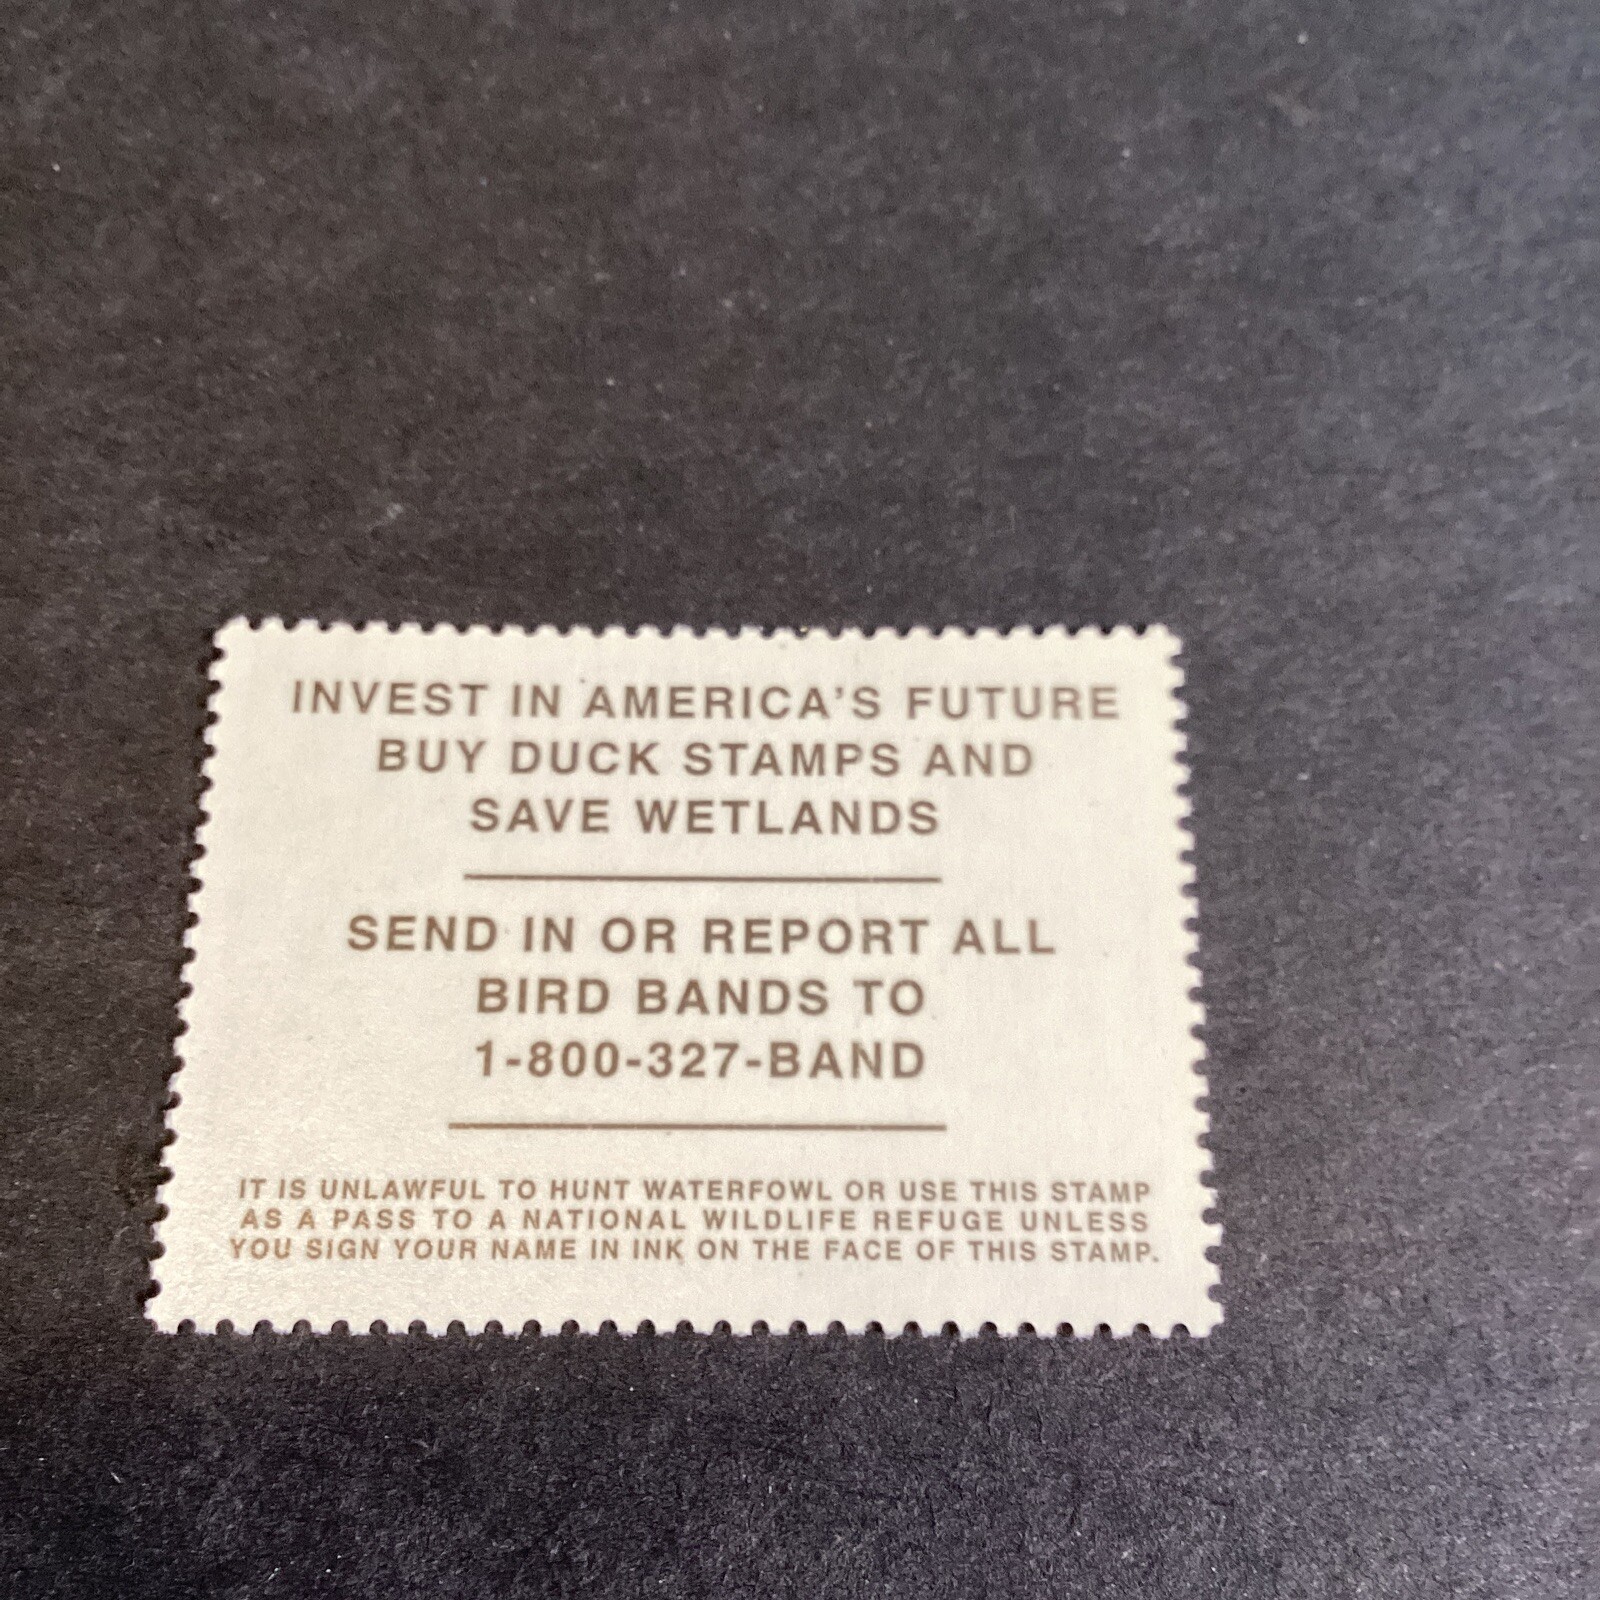 INVEST IN AMERICA'S FUTURE
BUY DUCK STAMPS AND
SAVE WETLANDS
SEND IN OR REPORT ALL
BIRD BANDS TO
1-800-327-BAND
IT IS UNLAWFUL TO HUNT WATERFOWL OR USE THIS STAMP
AS A PASS TO A NATIONAL WILDLIFE REFUGE UNLESS
YOU SIGN YOUR NAME IN INK ON THE FACE OF THIS STAMP.